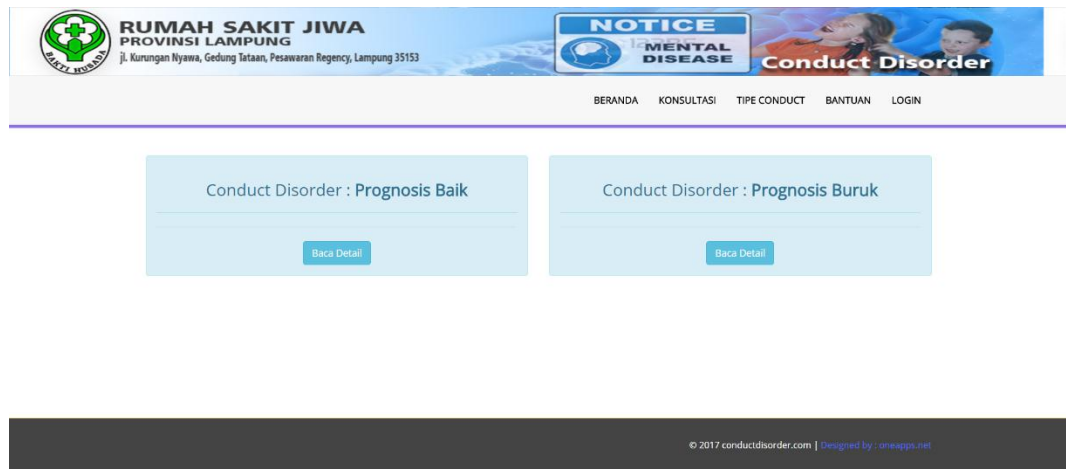 RUMAH SAKIT JIWA
PROVINSI LAMPUNG
jl. Kurungan Nyawa, Gedung Tataan, Pesawaran Regency, Lampung 35153
BAKTI HUSADA
NOTICE
MENTAL
DISEASE
Conduct Disorder
BERANDA KONSULTASI TIPE CONDUCT BANTUAN LOGIN
Conduct Disorder : Prognosis Baik
Baca Detail
Conduct Disorder : Prognosis Buruk
Baca Detail
© 2017 conductdisorder.com | Designed by : oneapps.net